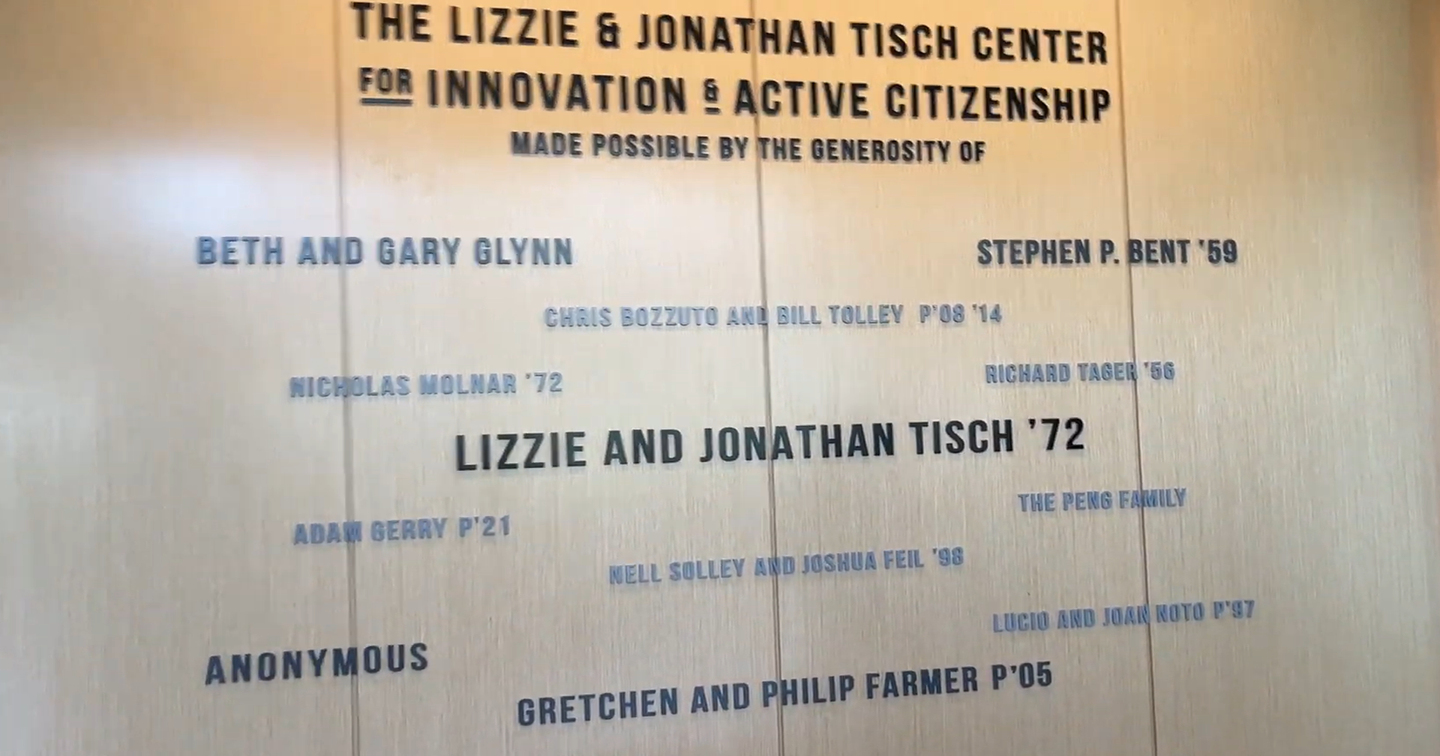 THE LIZZIE & JONATHAN TISCH CENTER
FOR INNOVATION & ACTIVE CITIZENSHIP
MADE POSSIBLE BY THE GENEROSITY OF
BETH AND GARY GLYNN
STEPHEN P. BENT '59
CHRIS BOZZUTO AND BILL TOLLEY P'08 '14
NICHOLAS MOLNAR '72
RICHARD TAGER '56
LIZZIE AND JONATHAN TISCH '72
THE PENG FAMILY
ADAM GERRY P'21
NELL SOLLEY AND JOSHUA FEIL '98
LUCIO AND JOAN NOTO P'97
ANONYMOUS
GRETCHEN AND PHILIP FARMER P'05